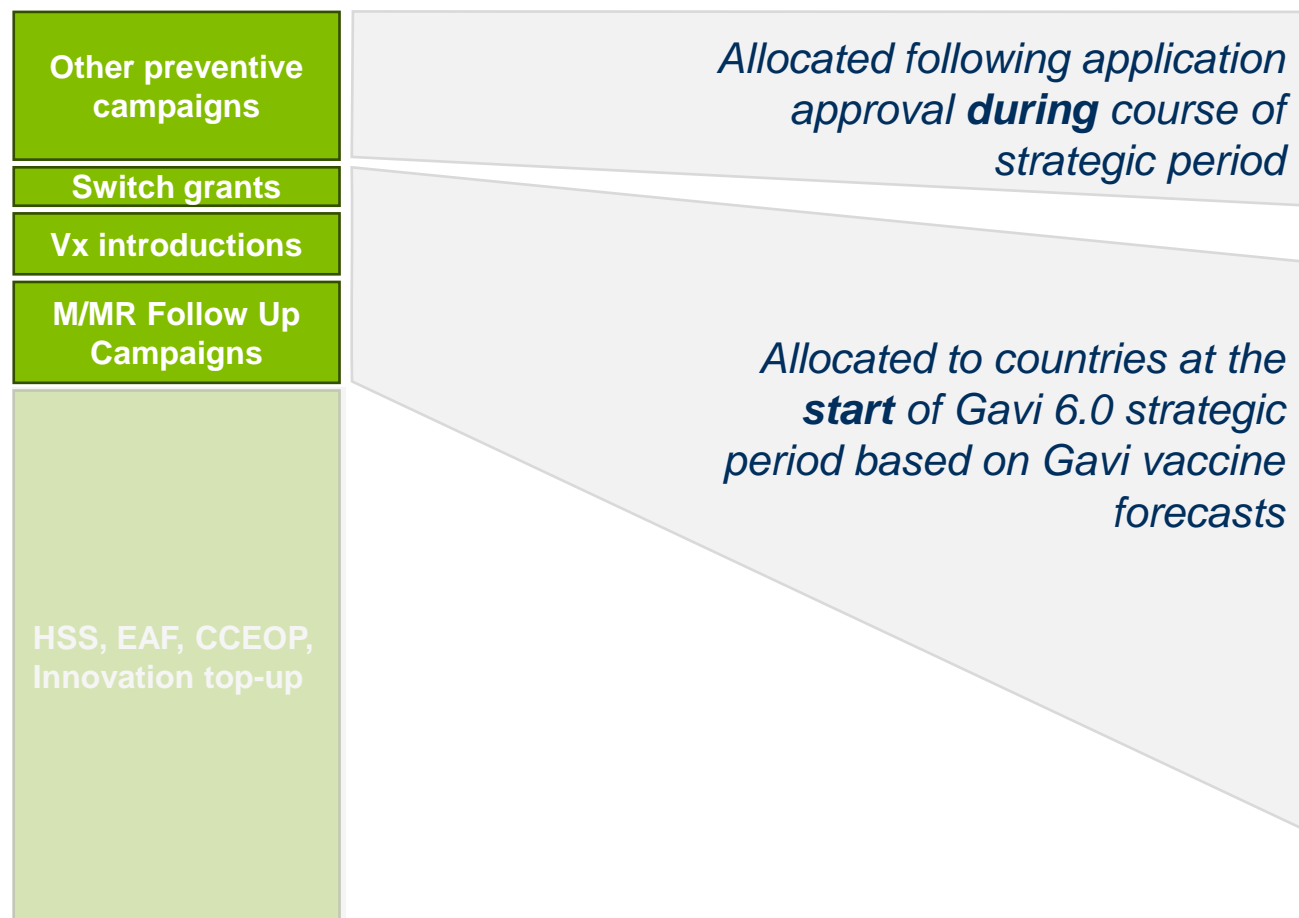 Other preventive
campaigns
Allocated following application
approval during course of
strategic period
Switch grants
Vx introductions
M/MR Follow Up
Campaigns
Allocated to countries at the
start of Gavi 6.0 strategic
period based on Gavi vaccine
forecasts
HSS, EAF, CCEOP,
Innovation top-up